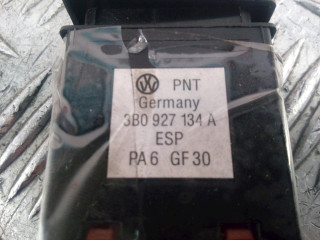 PNT
Germany
3B0 927 134 A
ESP
PA6 GF30